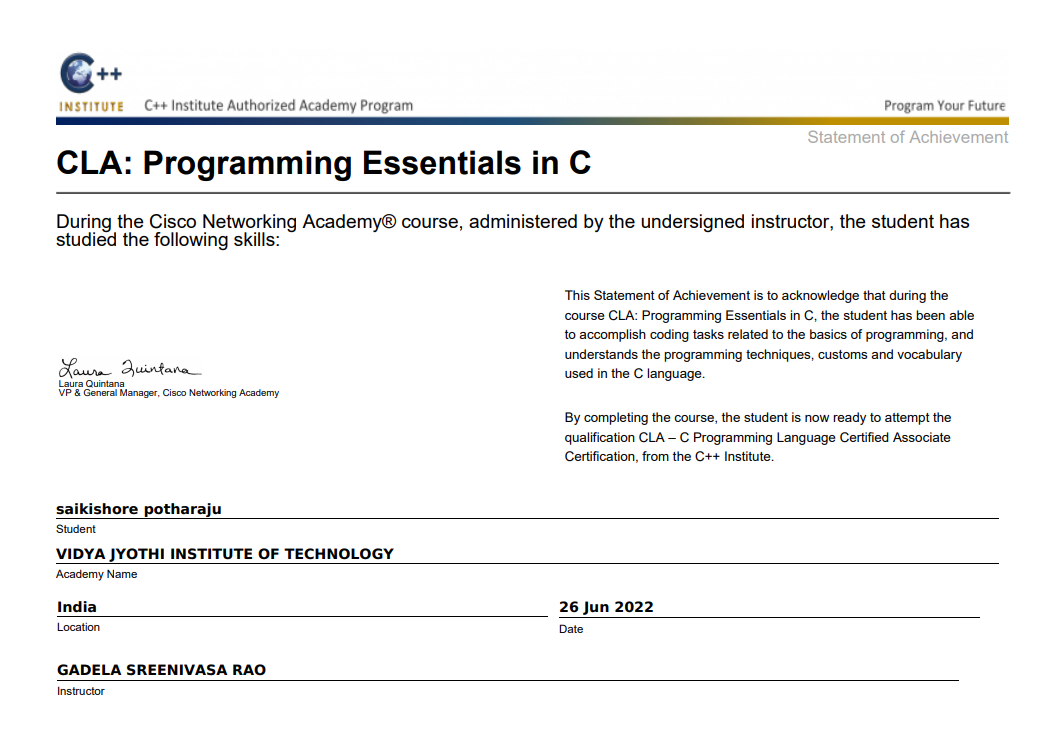 C++
INSTITUTE
C++ Institute Authorized Academy Program
Program Your Future
Statement of Achievement
CLA: Programming Essentials in C
During the Cisco Networking Academy® course, administered by the undersigned instructor, the student has
studied the following skills:
This Statement of Achievement is to acknowledge that during the
course CLA: Programming Essentials in C, the student has been able
to accomplish coding tasks related to the basics of programming, and
understands the programming techniques, customs and vocabulary
used in the C language.
By completing the course, the student is now ready to attempt the
qualification CLA – C Programming Language Certified Associate
Certification, from the C++ Institute.
Laura Quintana
Laura Quintana
VP & General Manager, Cisco Networking Academy
saikishore potharaju
Student
VIDYA JYOTHI INSTITUTE OF TECHNOLOGY
Academy Name
India
Location
26 Jun 2022
Date
GADELA SREENIVASA RAO
Instructor